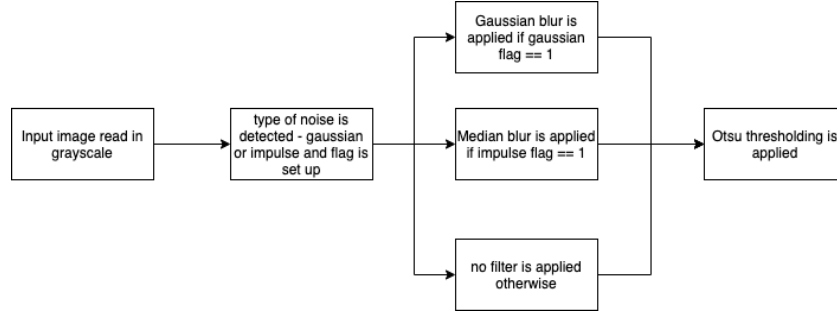 Input image read in
grayscale
type of noise is
detected - gaussian
or impulse and flag is
set up
Gaussian blur is
applied if gaussian
flag == 1
Median blur is applied
if impulse flag == 1
no filter is applied
otherwise
Otsu thresholding is
applied